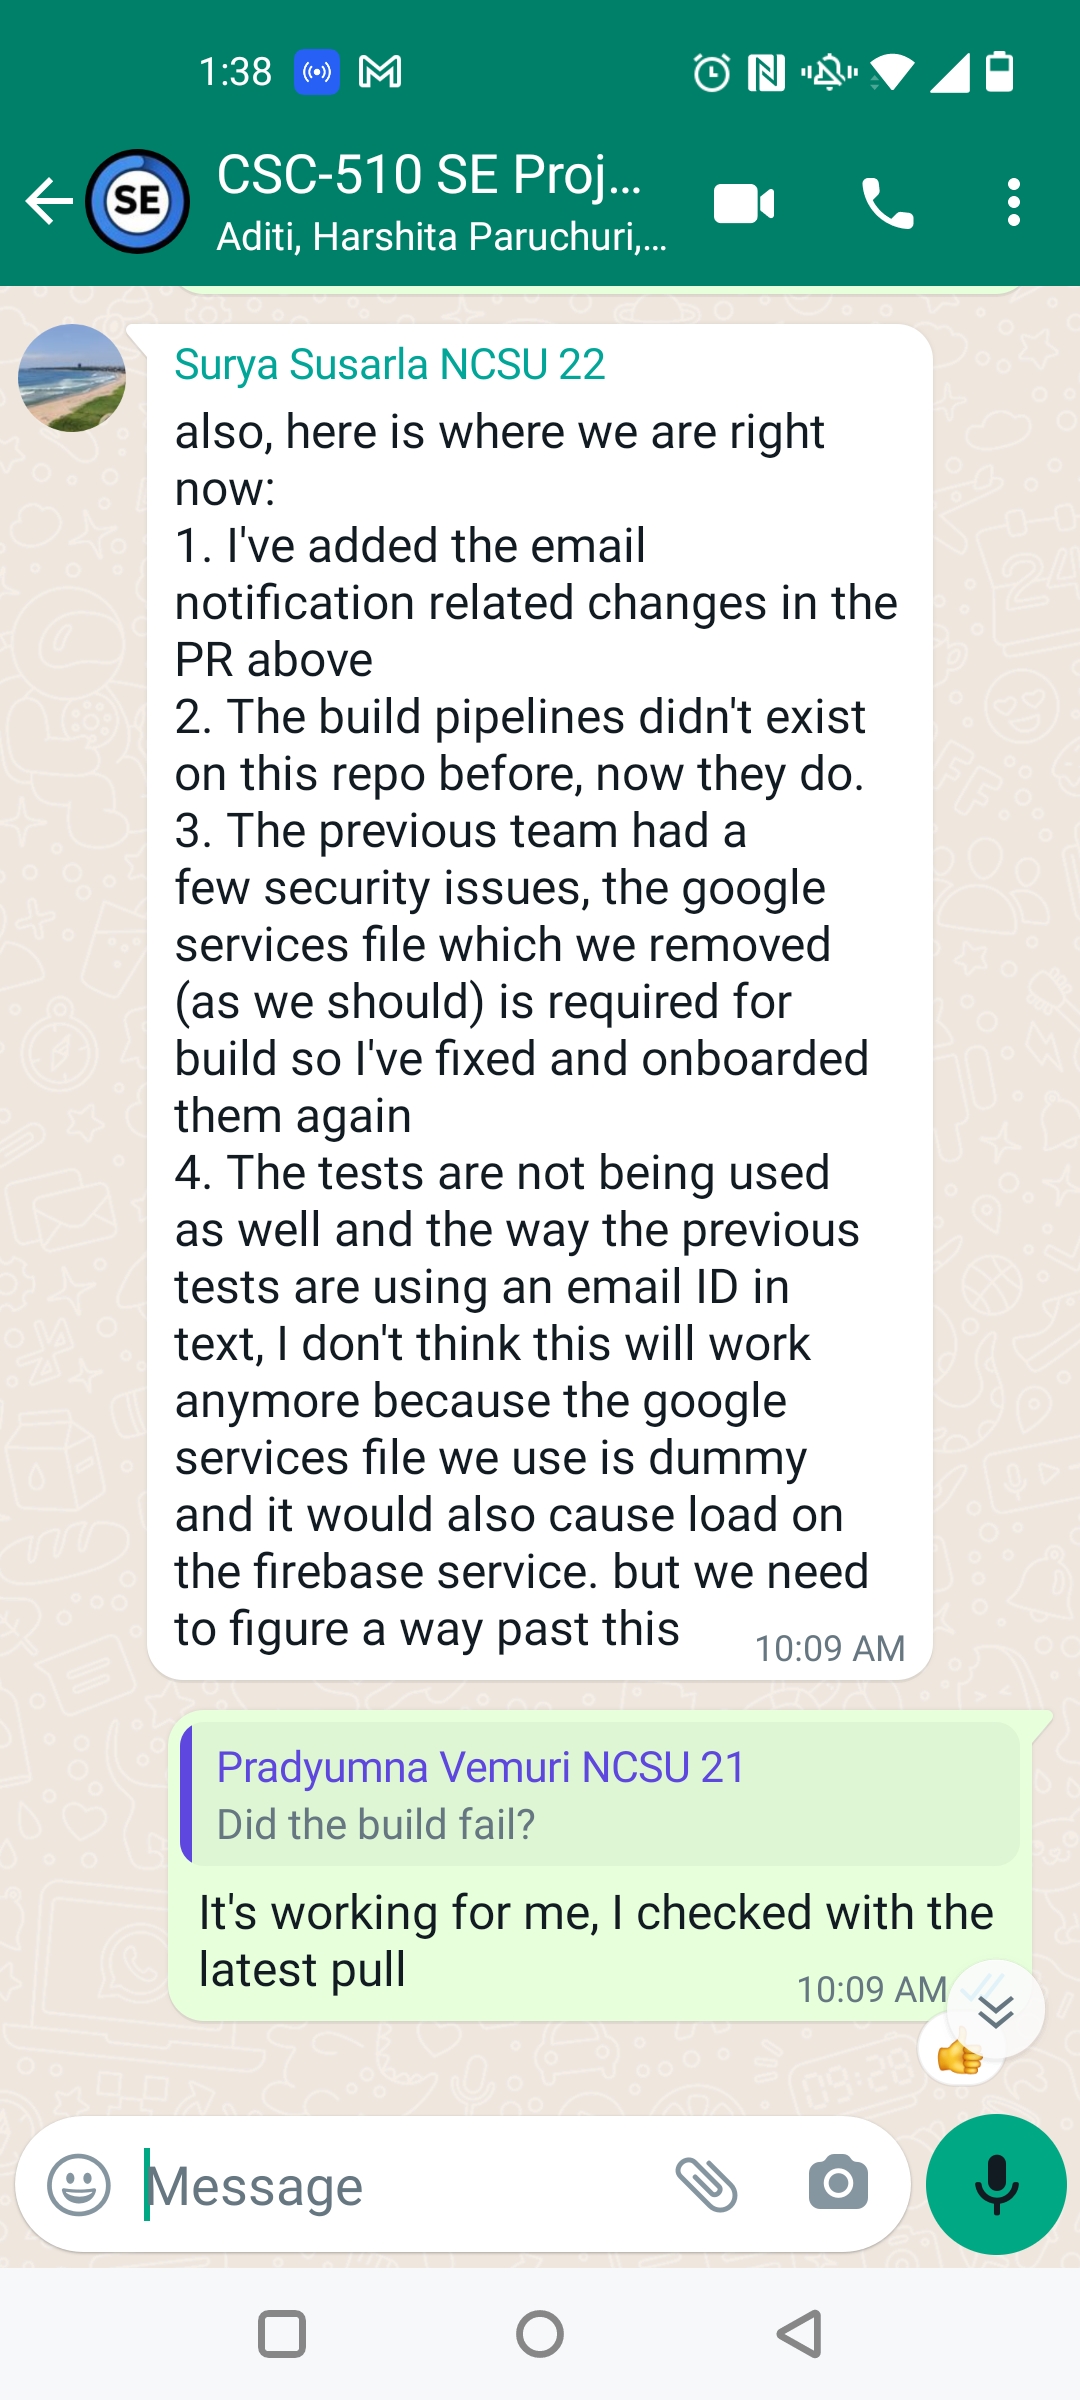 1:38
SE
CSC-510 SE Proj...
Aditi, Harshita Paruchuri,...
Surya Susarla NCSU 22
also, here is where we are right
now:
1. I've added the email
notification related changes in the
PR above
2. The build pipelines didn't exist
on this repo before, now they do.
3. The previous team had a
few security issues, the google
services file which we removed
(as we should) is required for
build so I've fixed and onboarded
them again
4. The tests are not being used
as well and the way the previous
tests are using an email ID in
text, I don't think this will work
anymore because the google
services file we use is dummy
and it would also cause load on
the firebase service. but we need
to figure a way past this
10:09 AM
Pradyumna Vemuri NCSU 21
Did the build fail?
It's working for me, I checked with the
latest pull
10:09 AM
Message